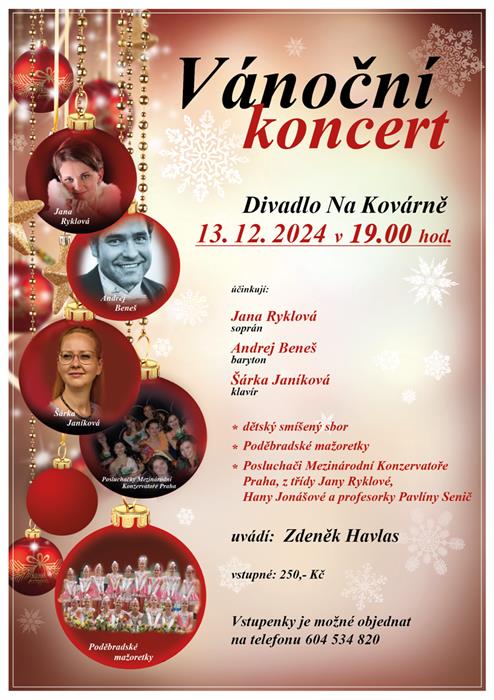 Vánoční
koncert
Divadlo Na Kovárně
13. 12. 2024 v 19.00 hod.
účinkují:
Jana Ryklová
soprán
Andrej Beneš
baryton
Šárka Janíková
klavír
* dětský smíšený sbor
* Poděbradské mažoretky
* Posluchači Mezinárodní Konzervatoře
Praha, z třídy Jany Ryklové,
Hany Jonášové a profesorky Pavlíny Senič
uvádí: Zdeněk Havlas
vstupné: 250,- Kč
Vstupenky je možné objednat
na telefonu 604 534 820
Jana
Ryklová
Andrej
Beneš
Šárka
Janíková
Posluchačky Mezinárodní
Konzervatoře Praha
Poděbradské
mažoretky